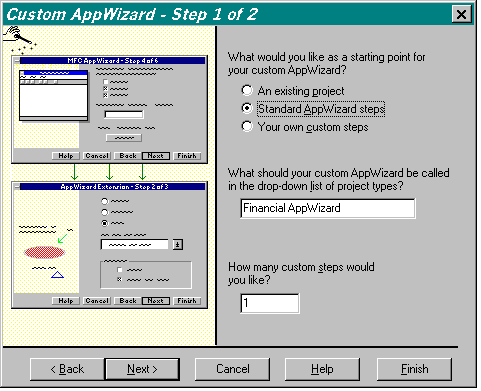 Custom AppWizard - Step 1 of 2
MFC AppWizard - Step 4 of 6
Help Cancel Back Next Finish
AppWizard Extension - Step 2 of 3
Help Cancel Back Next Finish
What would you like as a starting point for
your custom AppWizard?
An existing project
Standard AppWizard steps
Your own custom steps
What should your custom AppWizard be called
in the drop-down list of project types?
Financial AppWizard
How many custom steps would
you like?
1
< Back Next > Cancel Help Finish